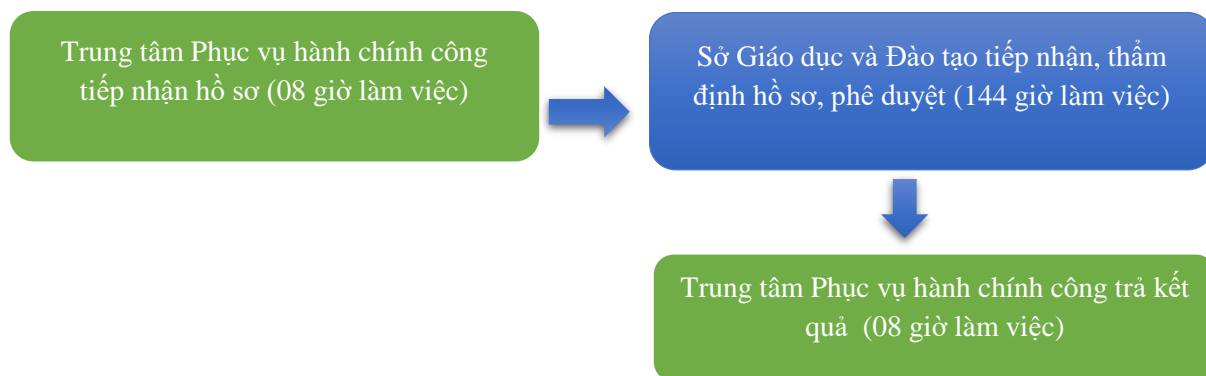 Trung tâm Phục vụ hành chính công
tiếp nhận hồ sơ (08 giờ làm việc)
Sở Giáo dục và Đào tạo tiếp nhận, thẩm
định hồ sơ, phê duyệt (144 giờ làm việc)
Trung tâm Phục vụ hành chính công trả kết
quả (08 giờ làm việc)